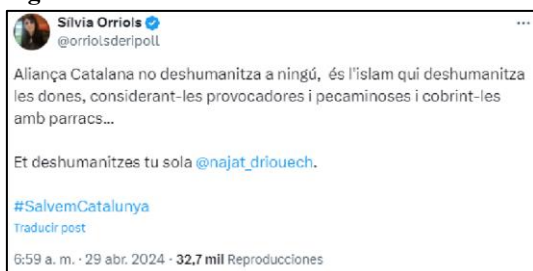 Sílvia Orriols
@orriolsderipoll
Aliança Catalana no deshumanitza a ningú, és l'islam qui deshumanitza
les dones, considerant-les provocadores i pecaminoses i cobrint-les
amb parracs...
Et deshumanitzes tu sola @najat_driouech.
#SalvemCatalunya
Traducir post
6:59 a. m. · 29 abr. 2024 · 32,7 mil Reproducciones